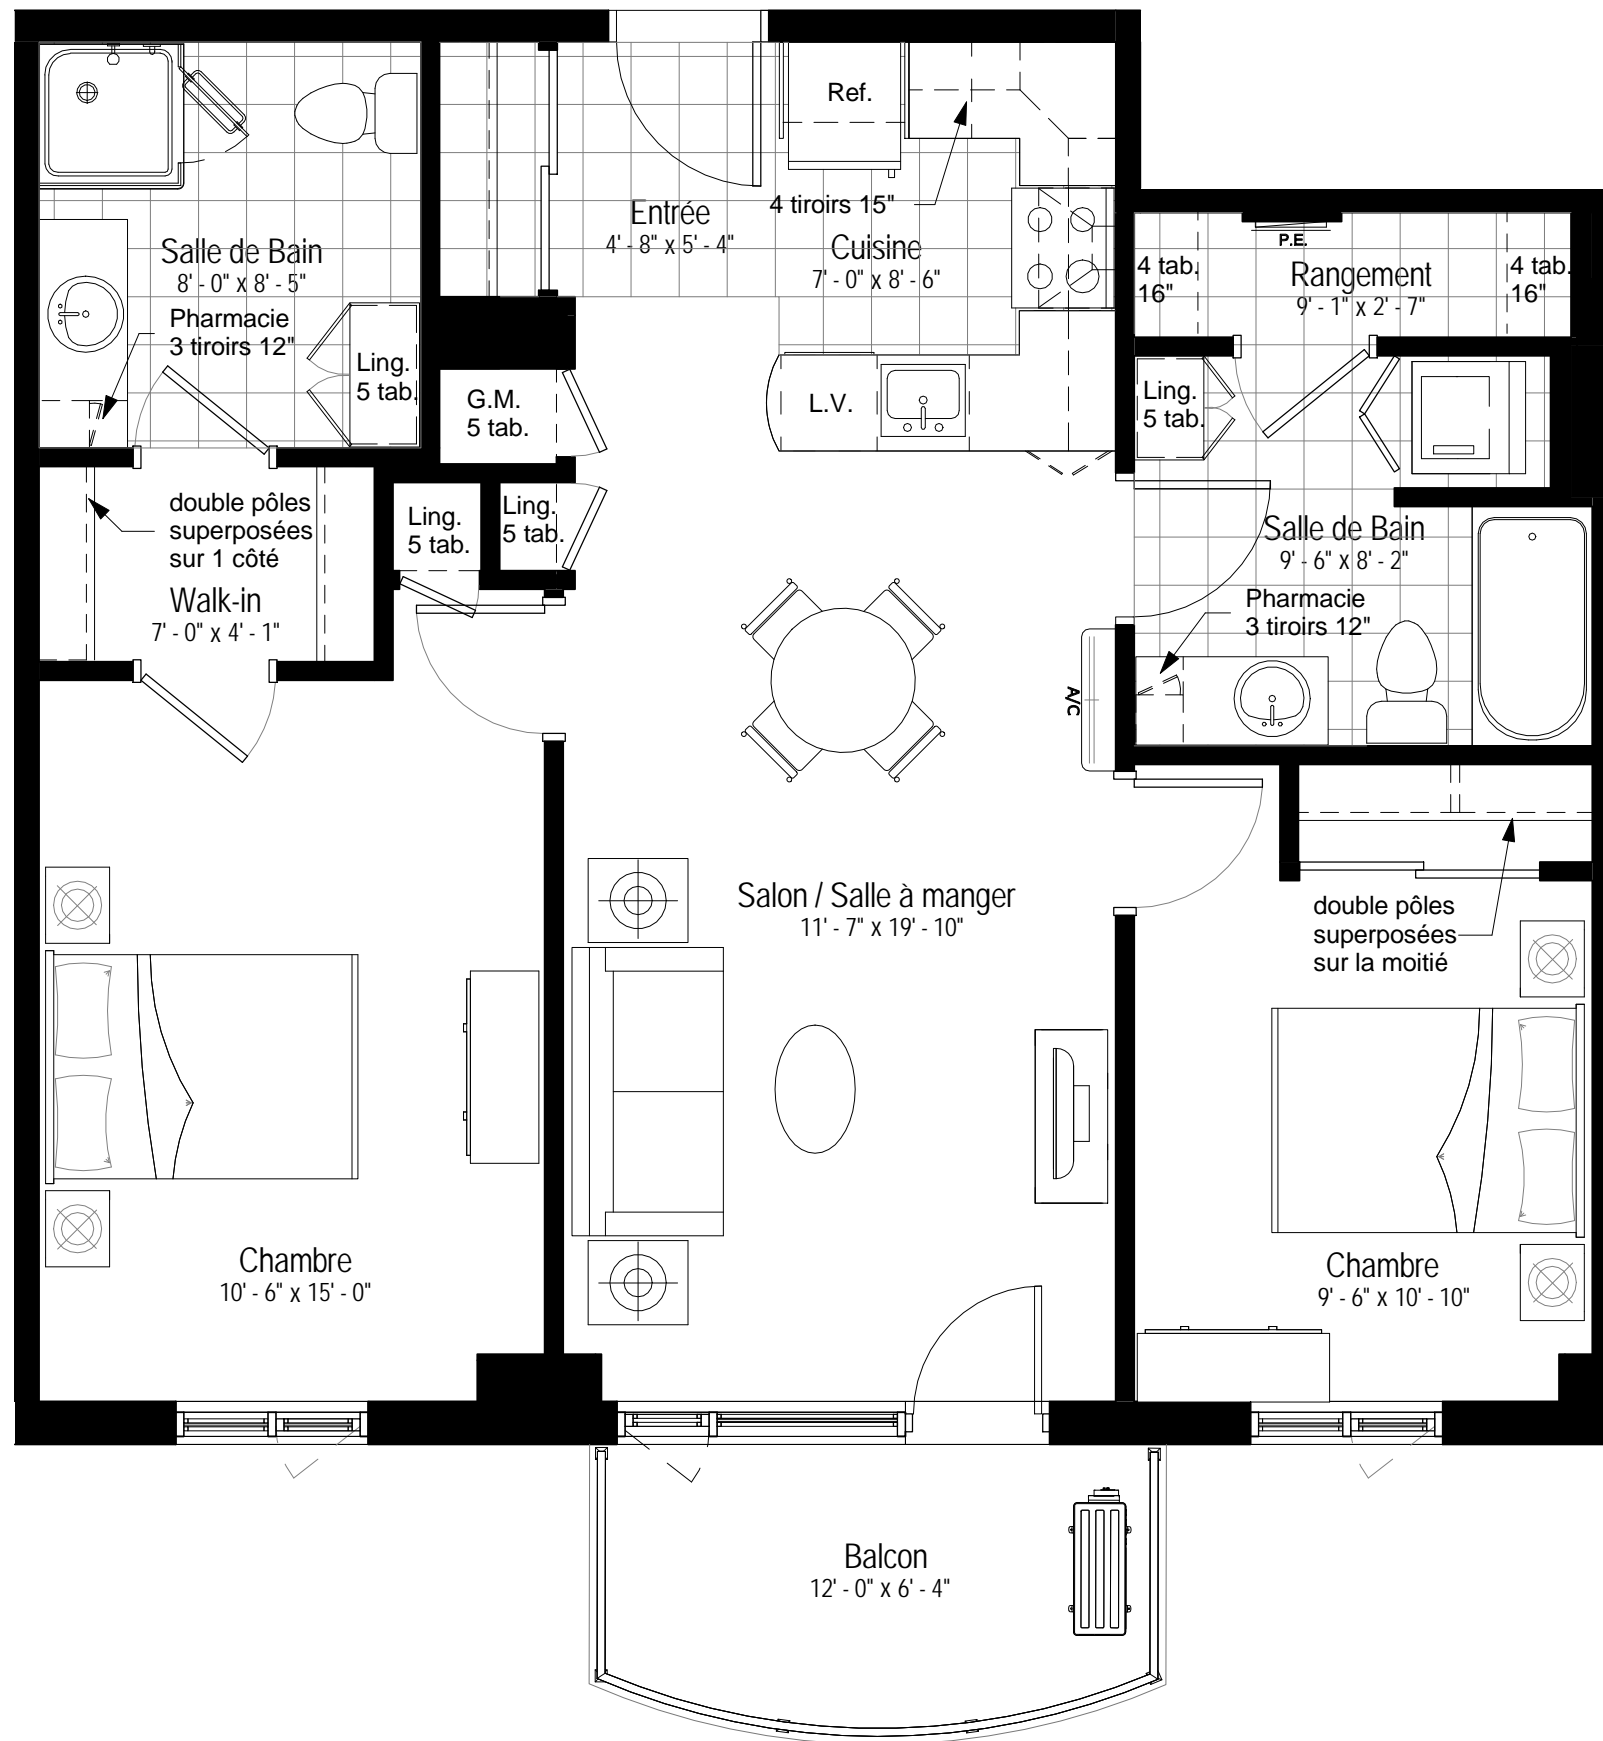 Ref.
4 tiroirs 15"
Entrée
4' - 8" x 5' - 4"
Cuisine
7' - 0" x 8' - 6"
Salle de Bain
8' - 0" x 8' - 5"
Pharmacie
3 tiroirs 12"
Ling.
5 tab.
P.E.
4 tab.
16"
Rangement
9' - 1" x 2' - 7"
4 tab.
16"
G.M.
5 tab.
L.V.
Ling.
5 tab.
double pôles
superposées
sur 1 côté
Walk-in
7' - 0" x 4' - 1"
Ling.
5 tab.
Ling.
5 tab.
Salle de Bain
9' - 6" x 8' - 2"
Pharmacie
3 tiroirs 12"
A/C
Salon / Salle à manger
11' - 7" x 19' - 10"
double pôles
superposées
sur la moitié
Chambre
10' - 6" x 15' - 0"
Chambre
9' - 6" x 10' - 10"
Balcon
12' - 0" x 6' - 4"